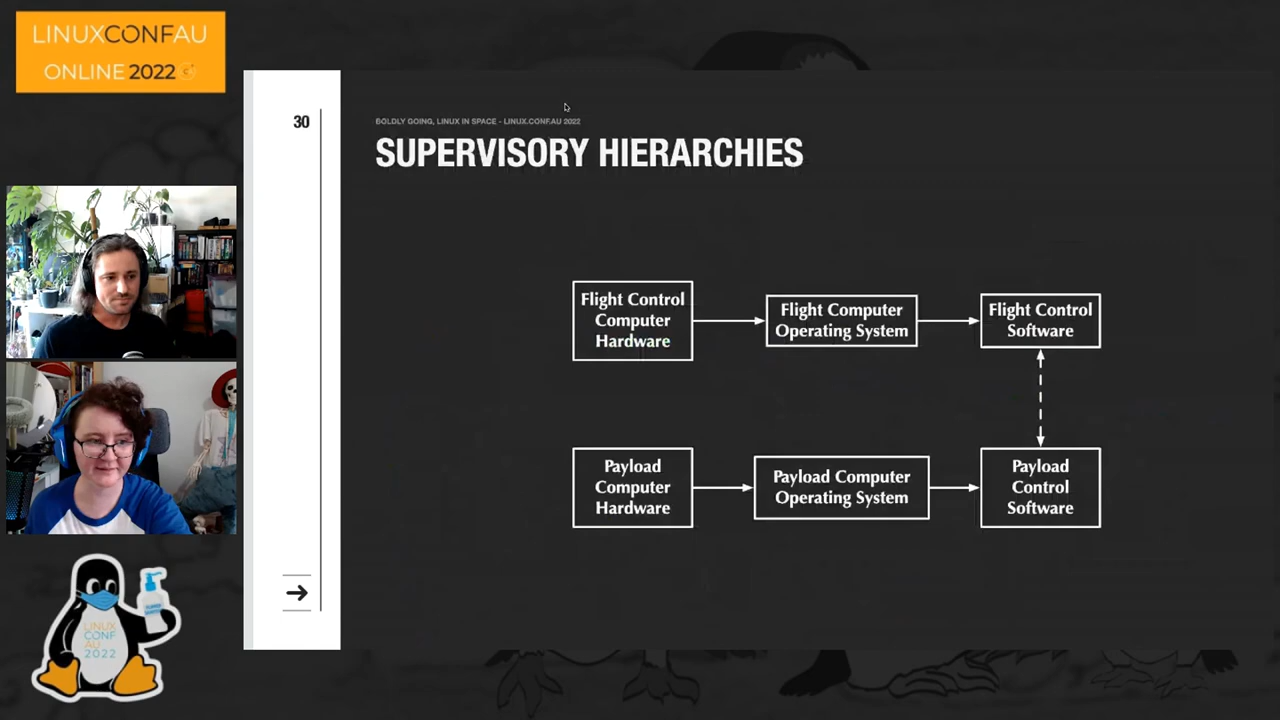 LINUXCONFAU
ONLINE 2022
30
BOLDLY GOING, LINUX IN SPACE - LINUX.CONF.AU 2022
SUPERVISORY HIERARCHIES
Flight Control
Computer
Hardware
Flight Computer
Operating System
Flight Control
Software
Payload
Computer
Hardware
Payload Computer
Operating System
Payload
Control
Software
LINUX
CONF
AU
2022